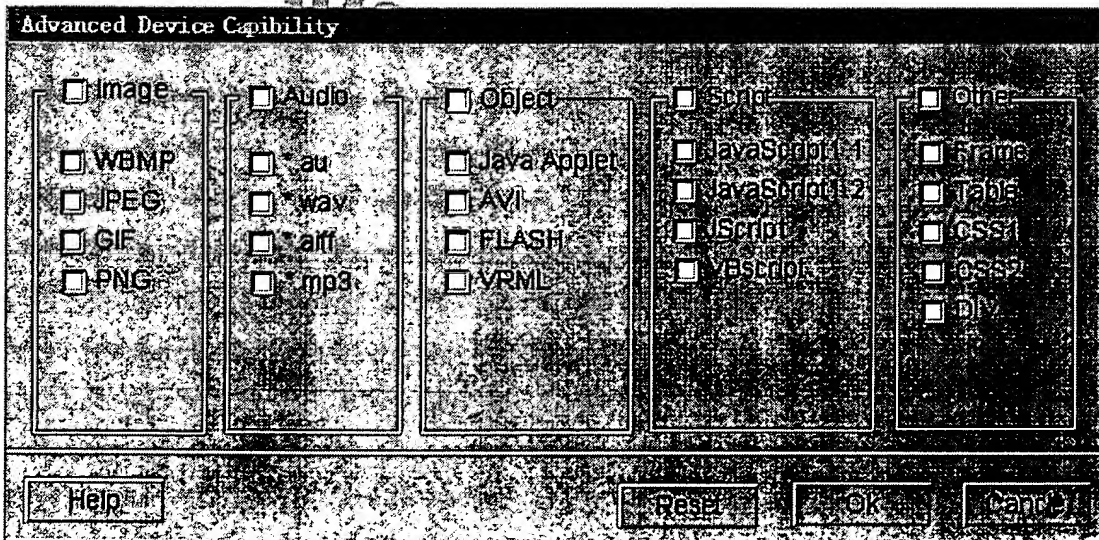 Advanced Device Capibility
Image
WBMP
JPEG
GIF
PNG
Audio
*.au
*.wav
*.aiff
*.mp3
Object
Java Applet
AVI
FLASH
VRML
Script
JavaScript1.1
JavaScript1.2
JScript
VBscript
Other
Frame
Table
CSS1
CSS2
DIV
Help
Reset
Ok
Cancel